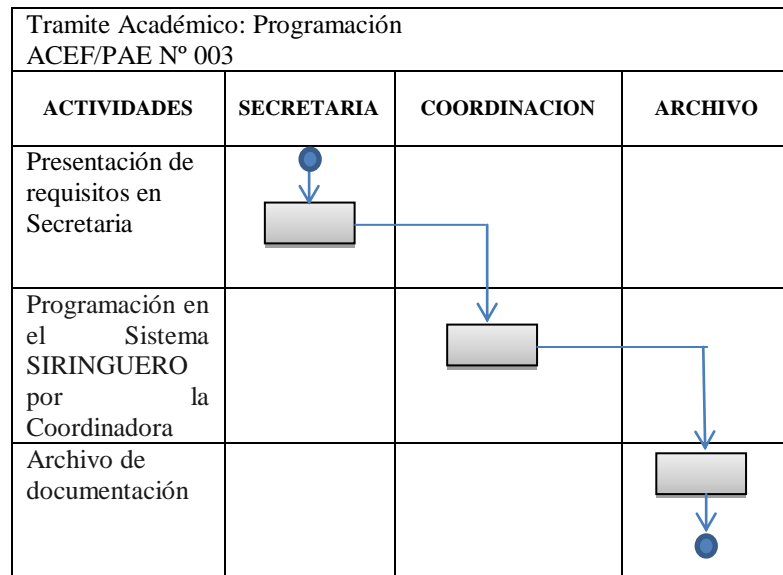 Tramite Académico: Programación
ACEF/PAE Nº 003
ACTIVIDADES SECRETARIA COORDINACION ARCHIVO
Presentación de
requisitos en
Secretaria
Programación en
el Sistema
SIRINGUERO
por la
Coordinadora
Archivo de
documentación